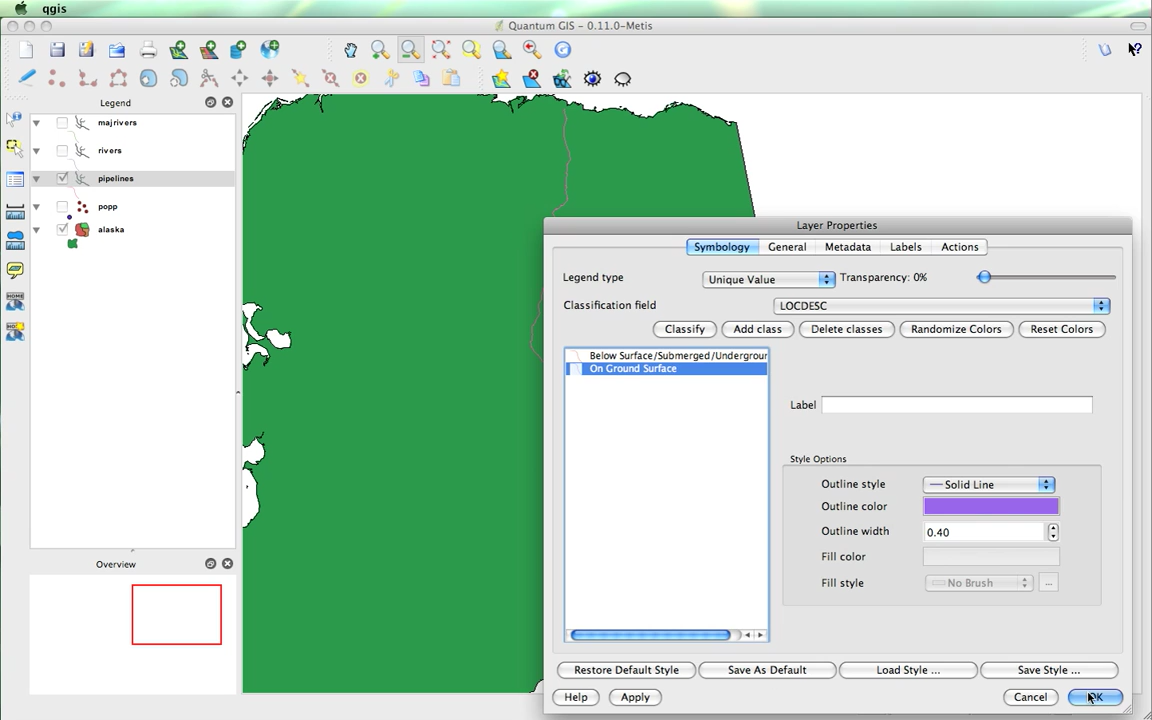 qgis
Quantum GIS - 0.11.0-Metis
Legend
majrivers
rivers
pipelines
popp
alaska
Overview
Layer Properties
Symbology General Metadata Labels Actions
Legend type Unique Value Transparency: 0%
Classification field LOCDESC
Classify Add class Delete classes Randomize Colors Reset Colors
Below Surface/Submerged/Undergroun
On Ground Surface
Label
Style Options
Outline style Solid Line
Outline color
Outline width 0.40
Fill color
Fill style No Brush ...
Restore Default Style Save As Default Load Style ... Save Style ...
Help Apply Cancel OK